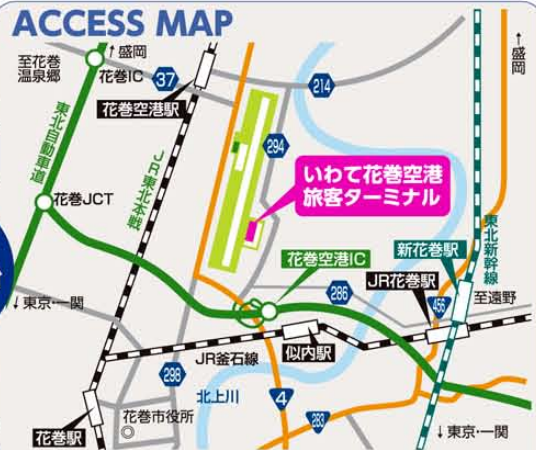 ACCESS MAP
至花巻
温泉郷
↑盛岡
花巻IC
37
花巻空港駅
214
↑盛岡
東北自動車道
JR東北本戦
294
いわて花巻空港
旅客ターミナル
花巻JCT
花巻空港IC
新花巻駅
東北新幹線
JR花巻駅
至遠野
286
456
↓東京・一関
JR釜石線
似内駅
298
北上川
4
283
花巻市役所
花巻駅
↓東京・一関